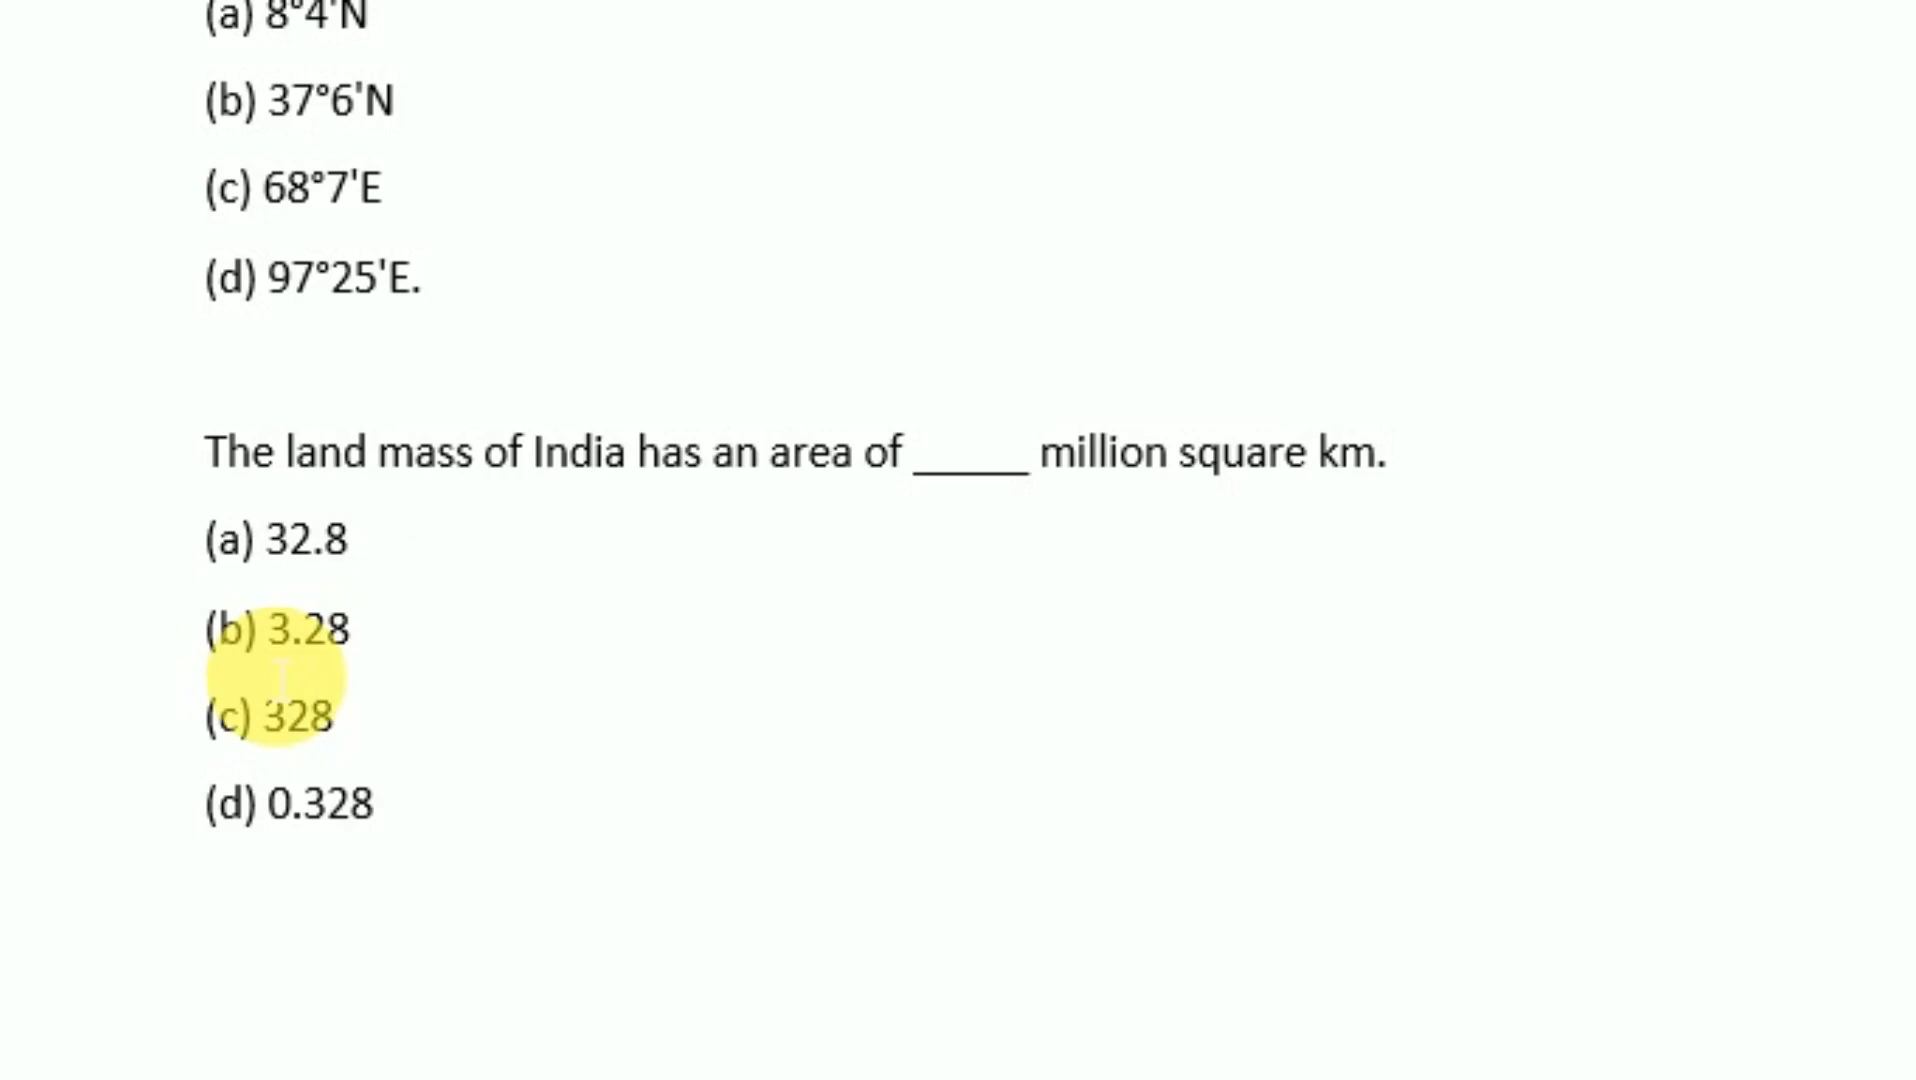 (a) 8°4'N
(b) 37°6'N
(c) 68°7'E
(d) 97°25'E.
The land mass of India has an area of _____ million square km.
(a) 32.8
(b) 3.28
(c) 328
(d) 0.328